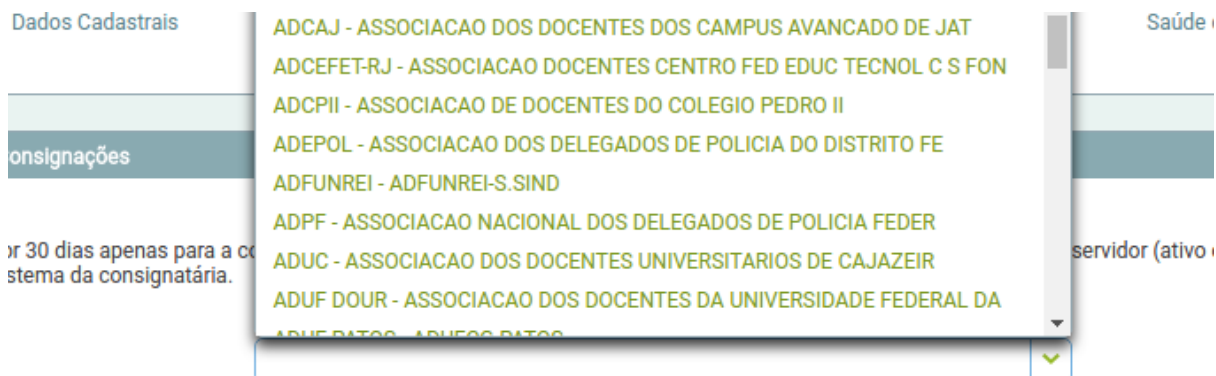 Dados Cadastrais
Saúde
ADCAJ - ASSOCIACAO DOS DOCENTES DOS CAMPUS AVANCADO DE JAT
ADCEFET-RJ - ASSOCIACAO DOCENTES CENTRO FED EDUC TECNOL C S FON
ADCPII - ASSOCIACAO DE DOCENTES DO COLEGIO PEDRO II
ADEPOL - ASSOCIACAO DOS DELEGADOS DE POLICIA DO DISTRITO FE
ADFUNREI - ADFUNREI-S.SIND
ADPF - ASSOCIACAO NACIONAL DOS DELEGADOS DE POLICIA FEDER
ADUC - ASSOCIACAO DOS DOCENTES UNIVERSITARIOS DE CAJAZEIR
ADUF DOUR - ASSOCIACAO DOS DOCENTES DA UNIVERSIDADE FEDERAL DA
onsignações
or 30 dias apenas para a co
servidor (ativo
stema da consignatária.